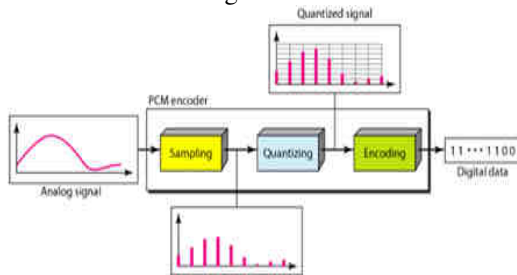 Quantized signal
PCM encoder
Sampling
Quantizing
Encoding
11•••1100
Digital data
Analog signal